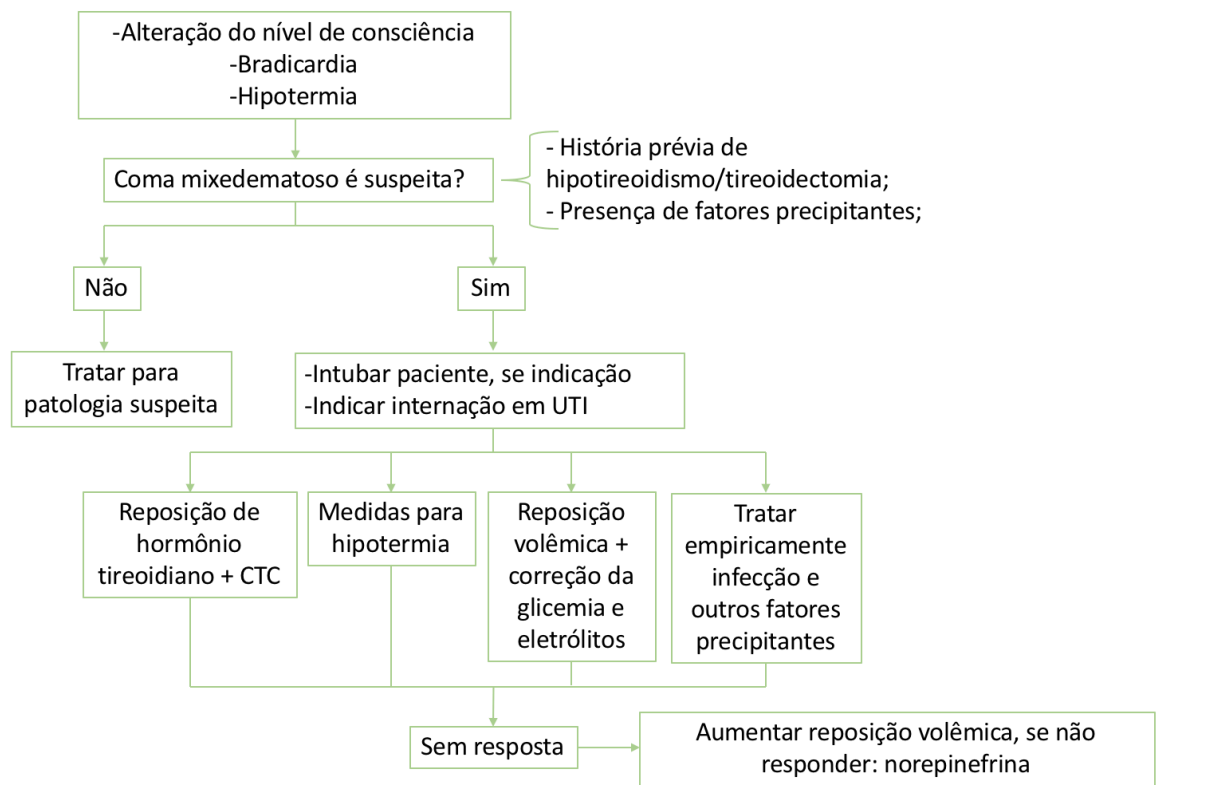 -Alteração do nível de consciência
-Bradicardia
-Hipotermia
Coma mixedematoso é suspeita?
- História prévia de
hipotireoidismo/tireoidectomia;
- Presença de fatores precipitantes;
Não
Sim
Tratar para
patologia suspeita
-Intubar paciente, se indicação
-Indicar internação em UTI
Reposição de
hormônio
tireoidiano + CTC
Medidas para
hipotermia
Reposição
volêmica +
correção da
glicemia e
eletrólitos
Tratar
empiricamente
infecção e
outros fatores
precipitantes
Sem resposta
Aumentar reposição volêmica, se não
responder: norepinefrina